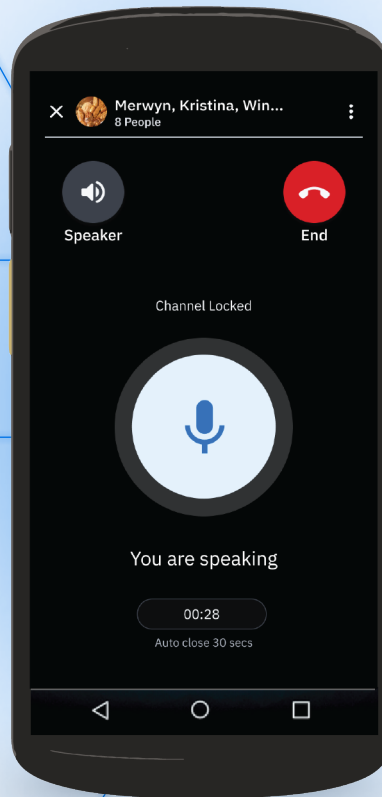 Merwyn, Kristina, Win...
8 People
Speaker
End
Channel Locked
You are speaking
00:28
Auto close 30 secs